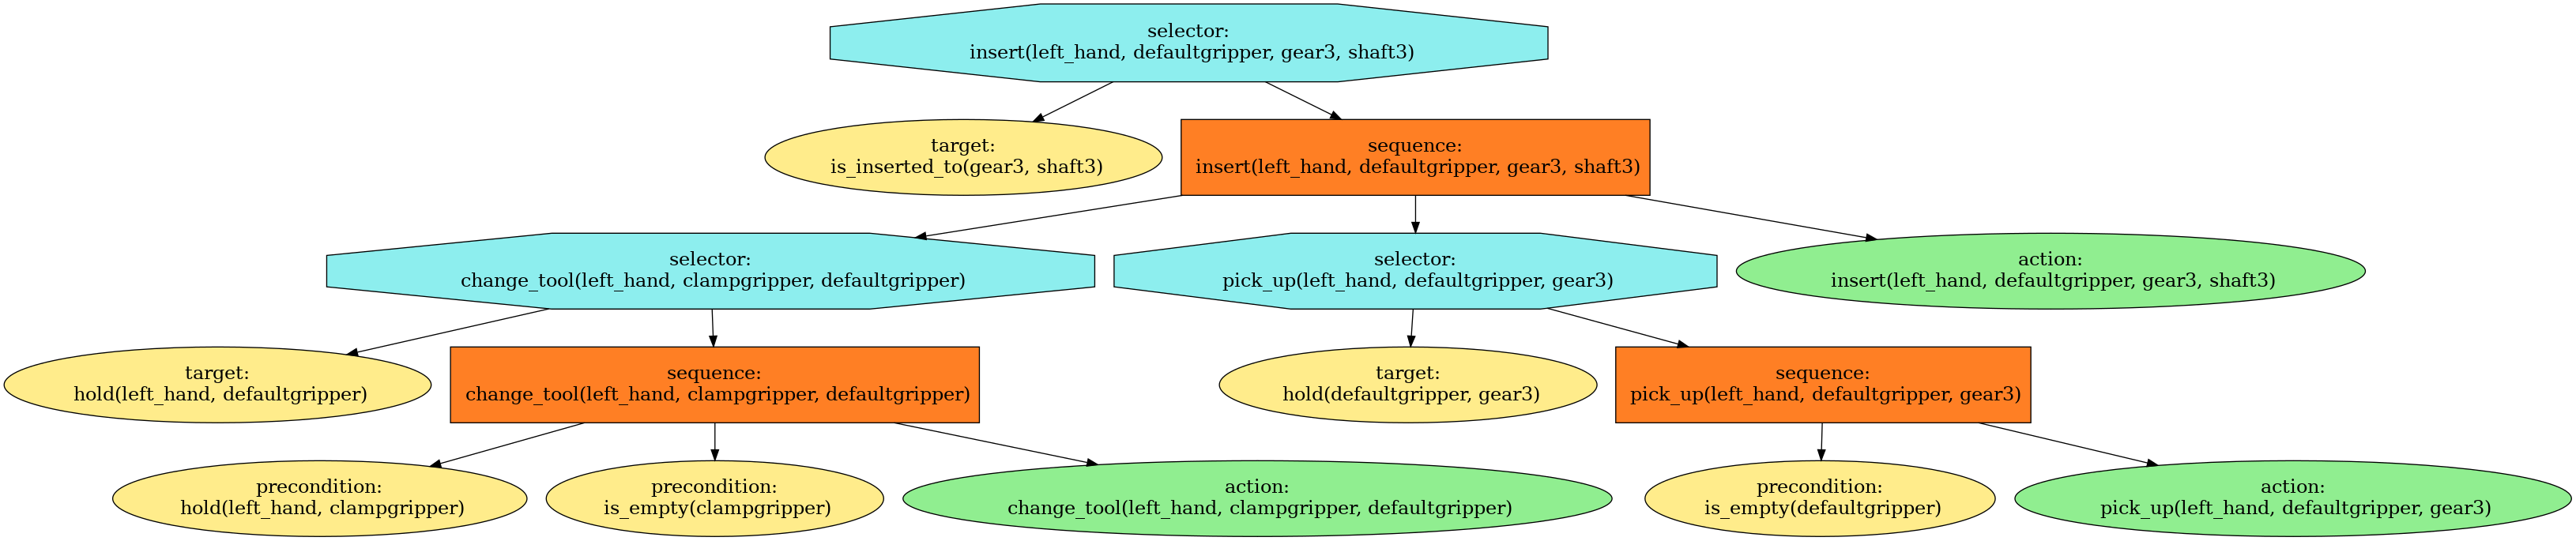 selector:
insert(left_hand, defaultgripper, gear3, shaft3)
target:
is_inserted_to(gear3, shaft3)
sequence:
insert(left_hand, defaultgripper, gear3, shaft3)
selector:
change_tool(left_hand, clampgripper, defaultgripper)
selector:
pick_up(left_hand, defaultgripper, gear3)
action:
insert(left_hand, defaultgripper, gear3, shaft3)
target:
hold(left_hand, defaultgripper)
sequence:
change_tool(left_hand, clampgripper, defaultgripper)
target:
hold(defaultgripper, gear3)
sequence:
pick_up(left_hand, defaultgripper, gear3)
precondition:
hold(left_hand, clampgripper)
precondition:
is_empty(clampgripper)
action:
change_tool(left_hand, clampgripper, defaultgripper)
precondition:
is_empty(defaultgripper)
action:
pick_up(left_hand, defaultgripper, gear3)